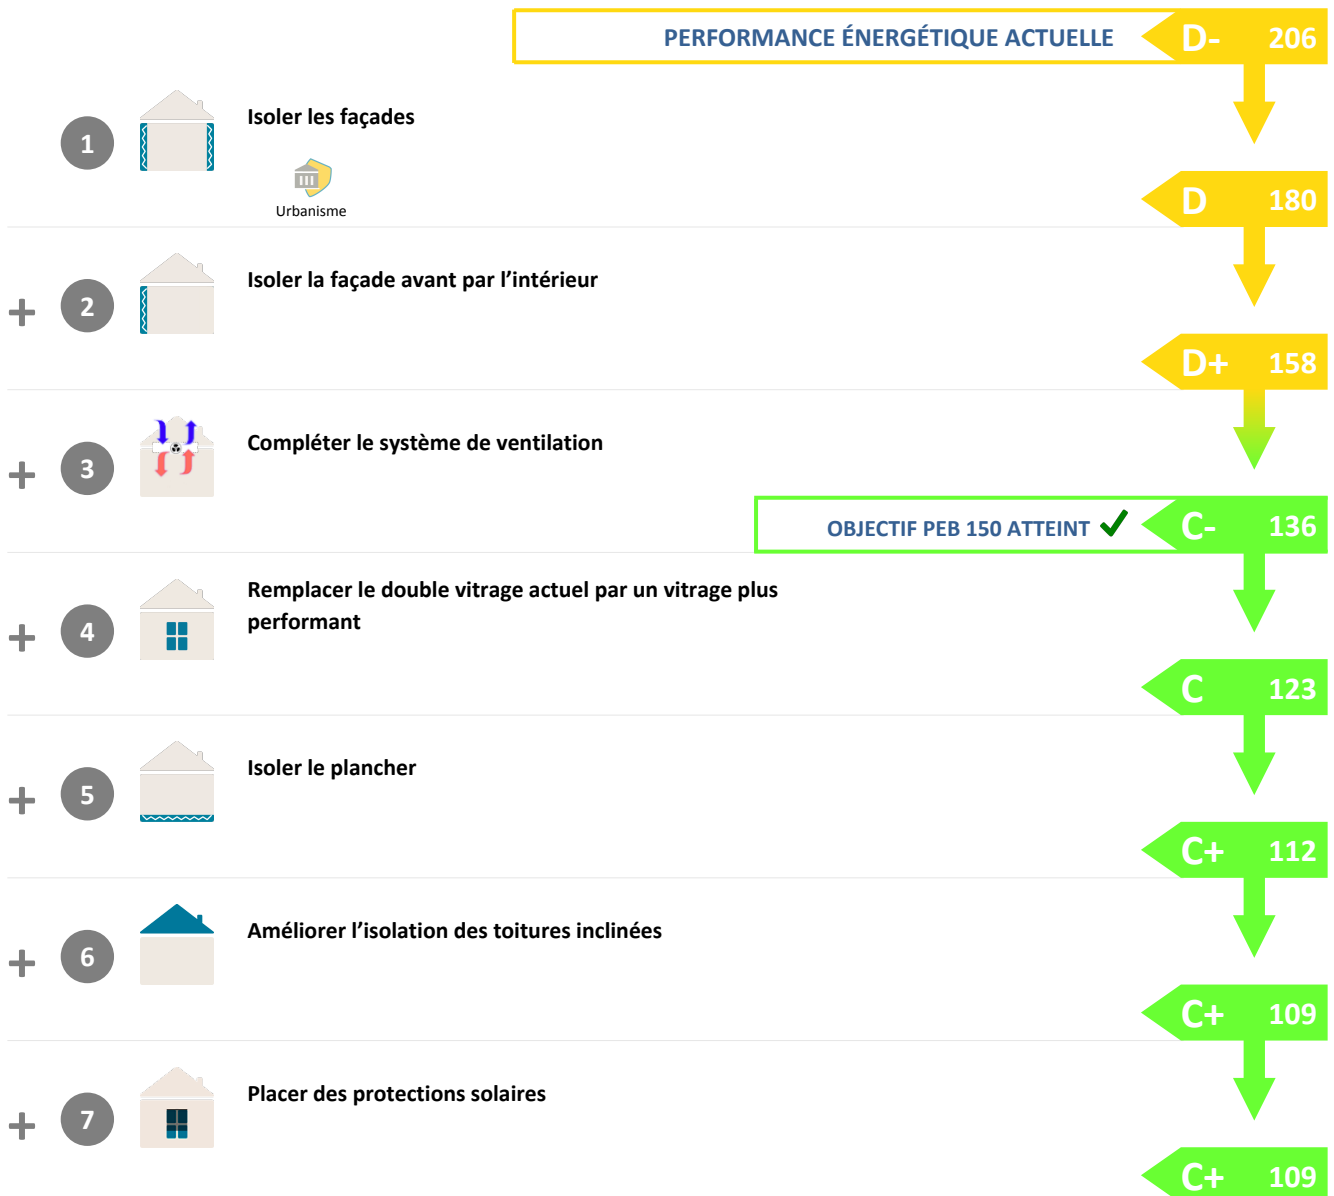 PERFORMANCE ÉNERGÉTIQUE ACTUELLE D- 206
1 Isoler les façades
Urbanisme
D 180
+ 2 Isoler la façade avant par l’intérieur
D+ 158
+ 3 Compléter le système de ventilation
OBJECTIF PEB 150 ATTEINT ✓ C- 136
+ 4 Remplacer le double vitrage actuel par un vitrage plus
performant
C 123
+ 5 Isoler le plancher
C+ 112
+ 6 Améliorer l’isolation des toitures inclinées
C+ 109
+ 7 Placer des protections solaires
C+ 109